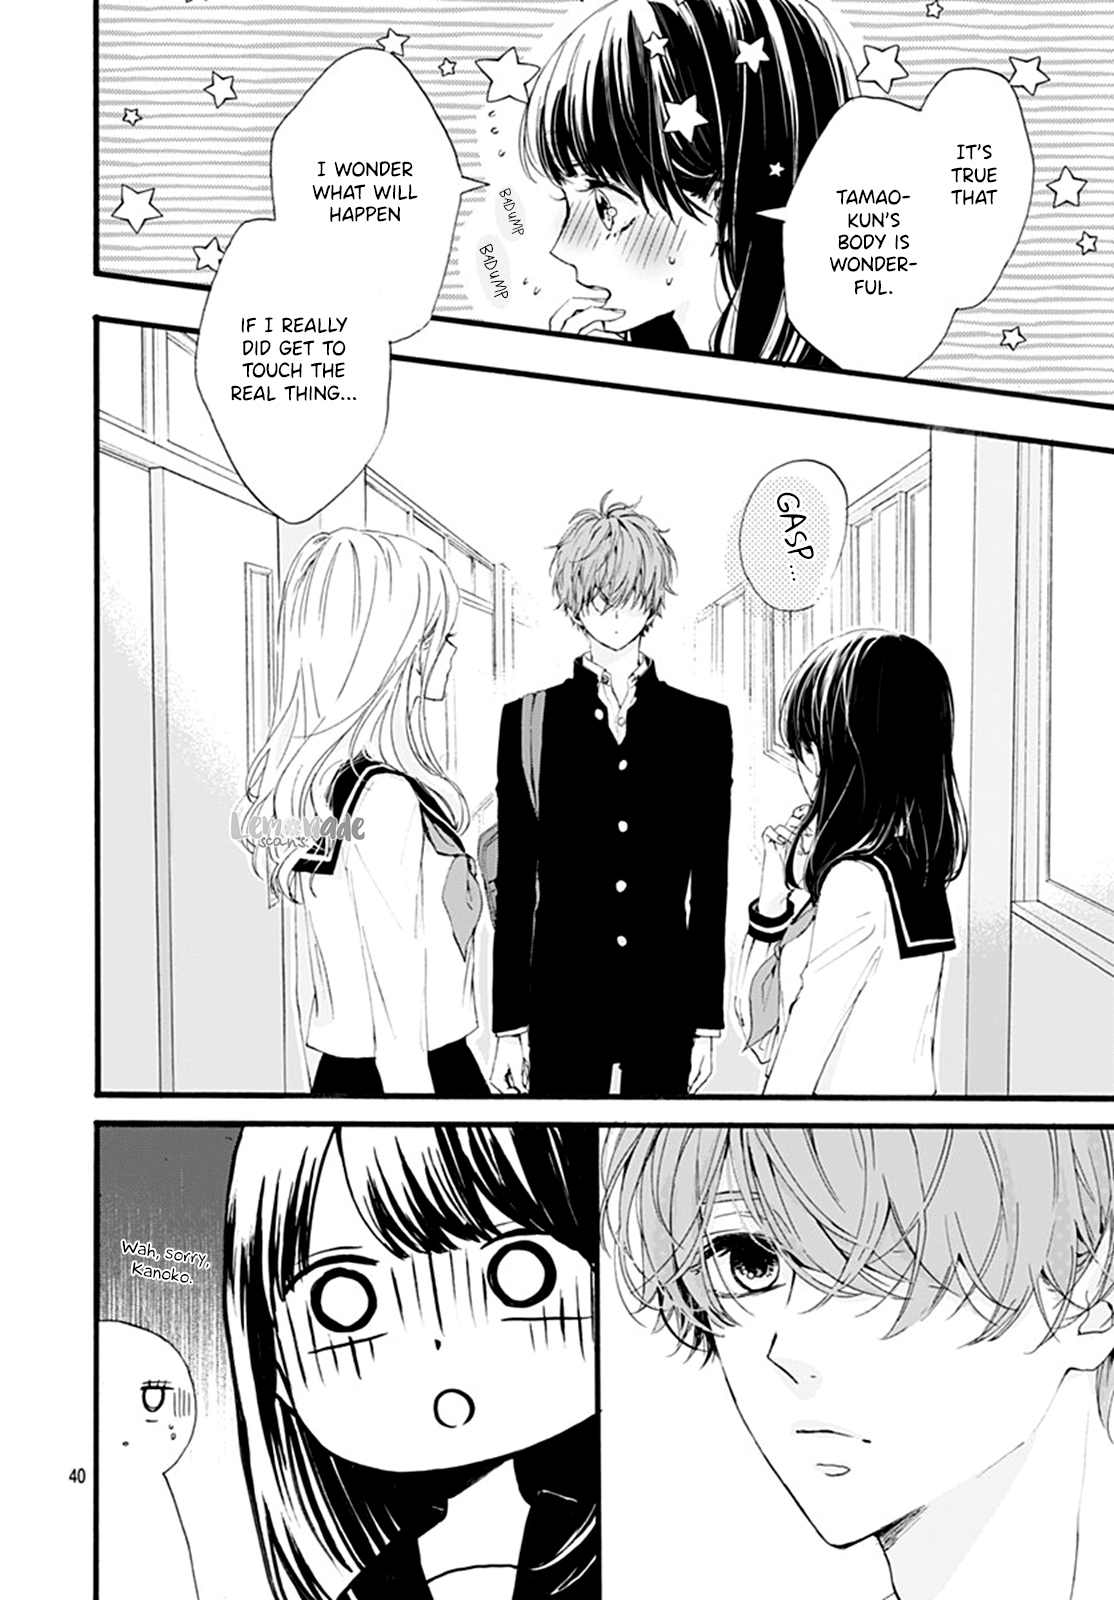 IT'S
TRUE
THAT
TAMAO-
KUN'S
BODY IS
WONDER-
FUL.
BADUMP
BADUMP
I WONDER
WHAT WILL
HAPPEN
IF I REALLY
DID GET TO
TOUCH THE
REAL THING...
GASP...
Lemonade
scans.
Wah, sorry,
Kanoko.
40